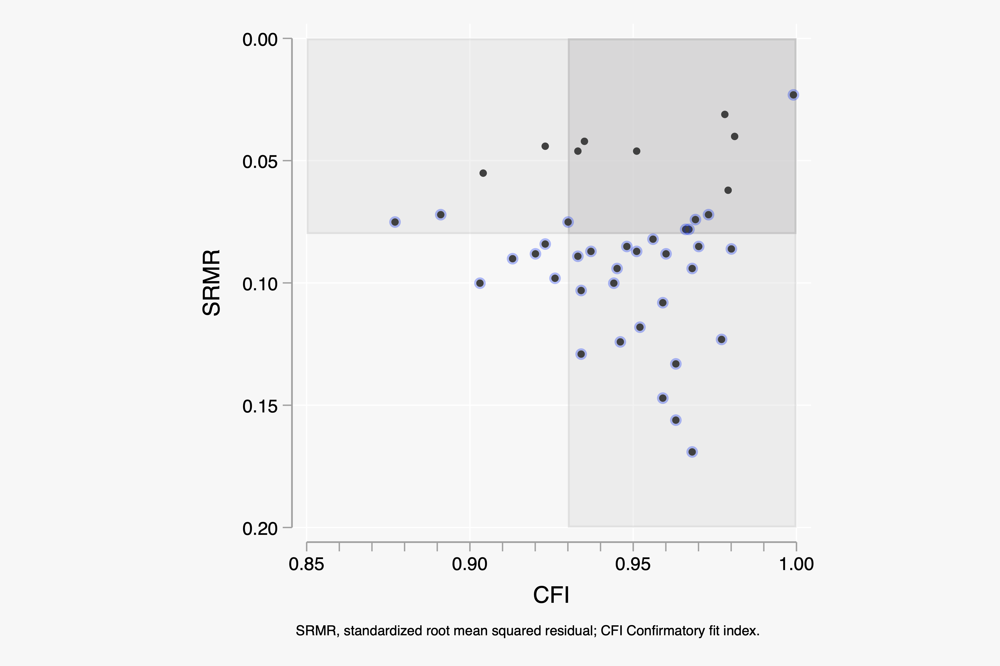 0.00
0.05
0.10
0.15
0.20
SRMR
0.85 0.90 0.95 1.00
CFI
SRMR, standardized root mean squared residual; CFI Confirmatory fit index.